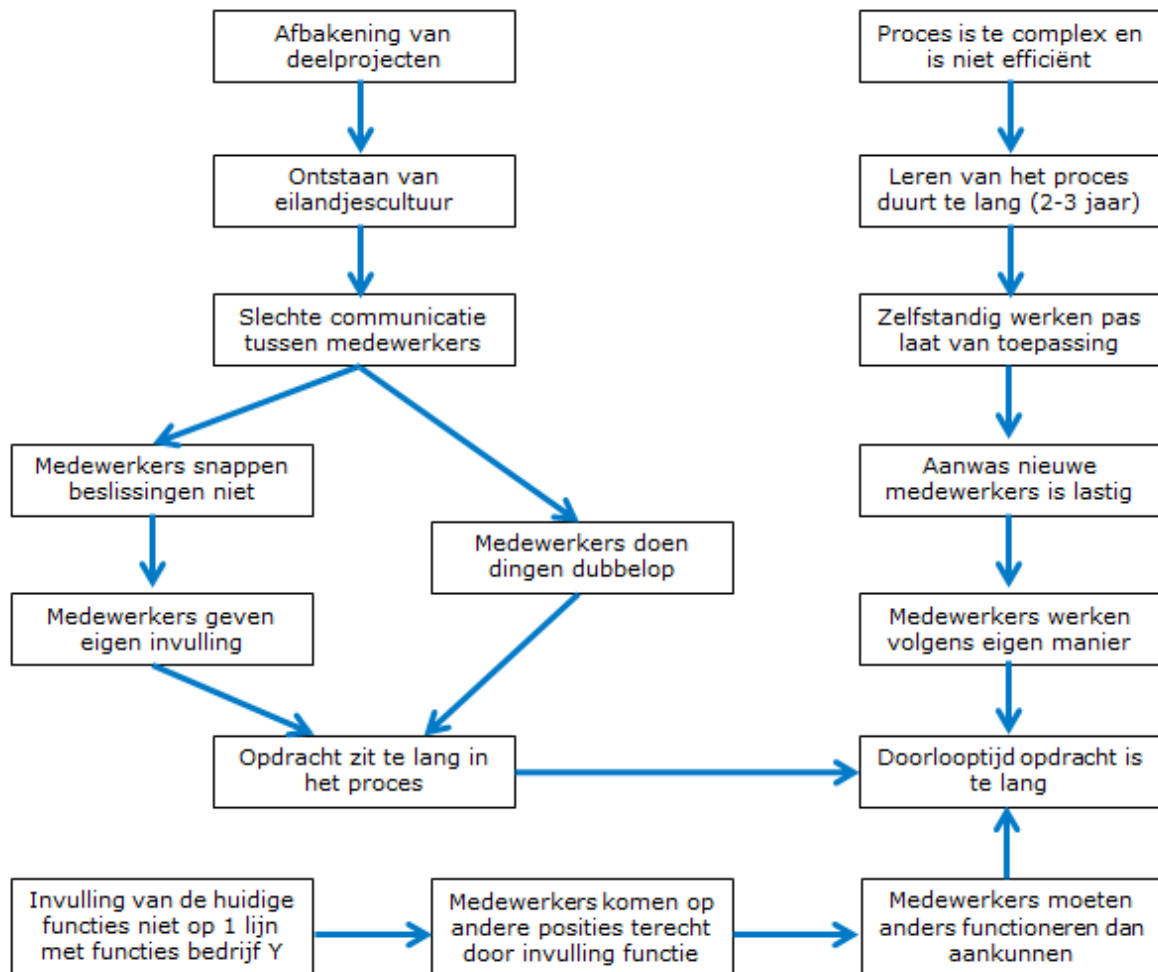 Afbakening van
deelprojecten
Proces is te complex en
is niet efficiënt
Ontstaan van
eilandjescultuur
Leren van het proces
duurt te lang (2-3 jaar)
Slechte communicatie
tussen medewerkers
Zelfstandig werken pas
laat van toepassing
Medewerkers snappen
beslissingen niet
Aanwas nieuwe
medewerkers is lastig
Medewerkers doen
dingen dubbelop
Medewerkers geven
eigen invulling
Medewerkers werken
volgens eigen manier
Opdracht zit te lang in
het proces
Doorlooptijd opdracht is
te lang
Invulling van de huidige
functies niet op 1 lijn
met functies bedrijf Y
Medewerkers komen op
andere posities terecht
door invulling functie
Medewerkers moeten
anders functioneren dan
aankunnen